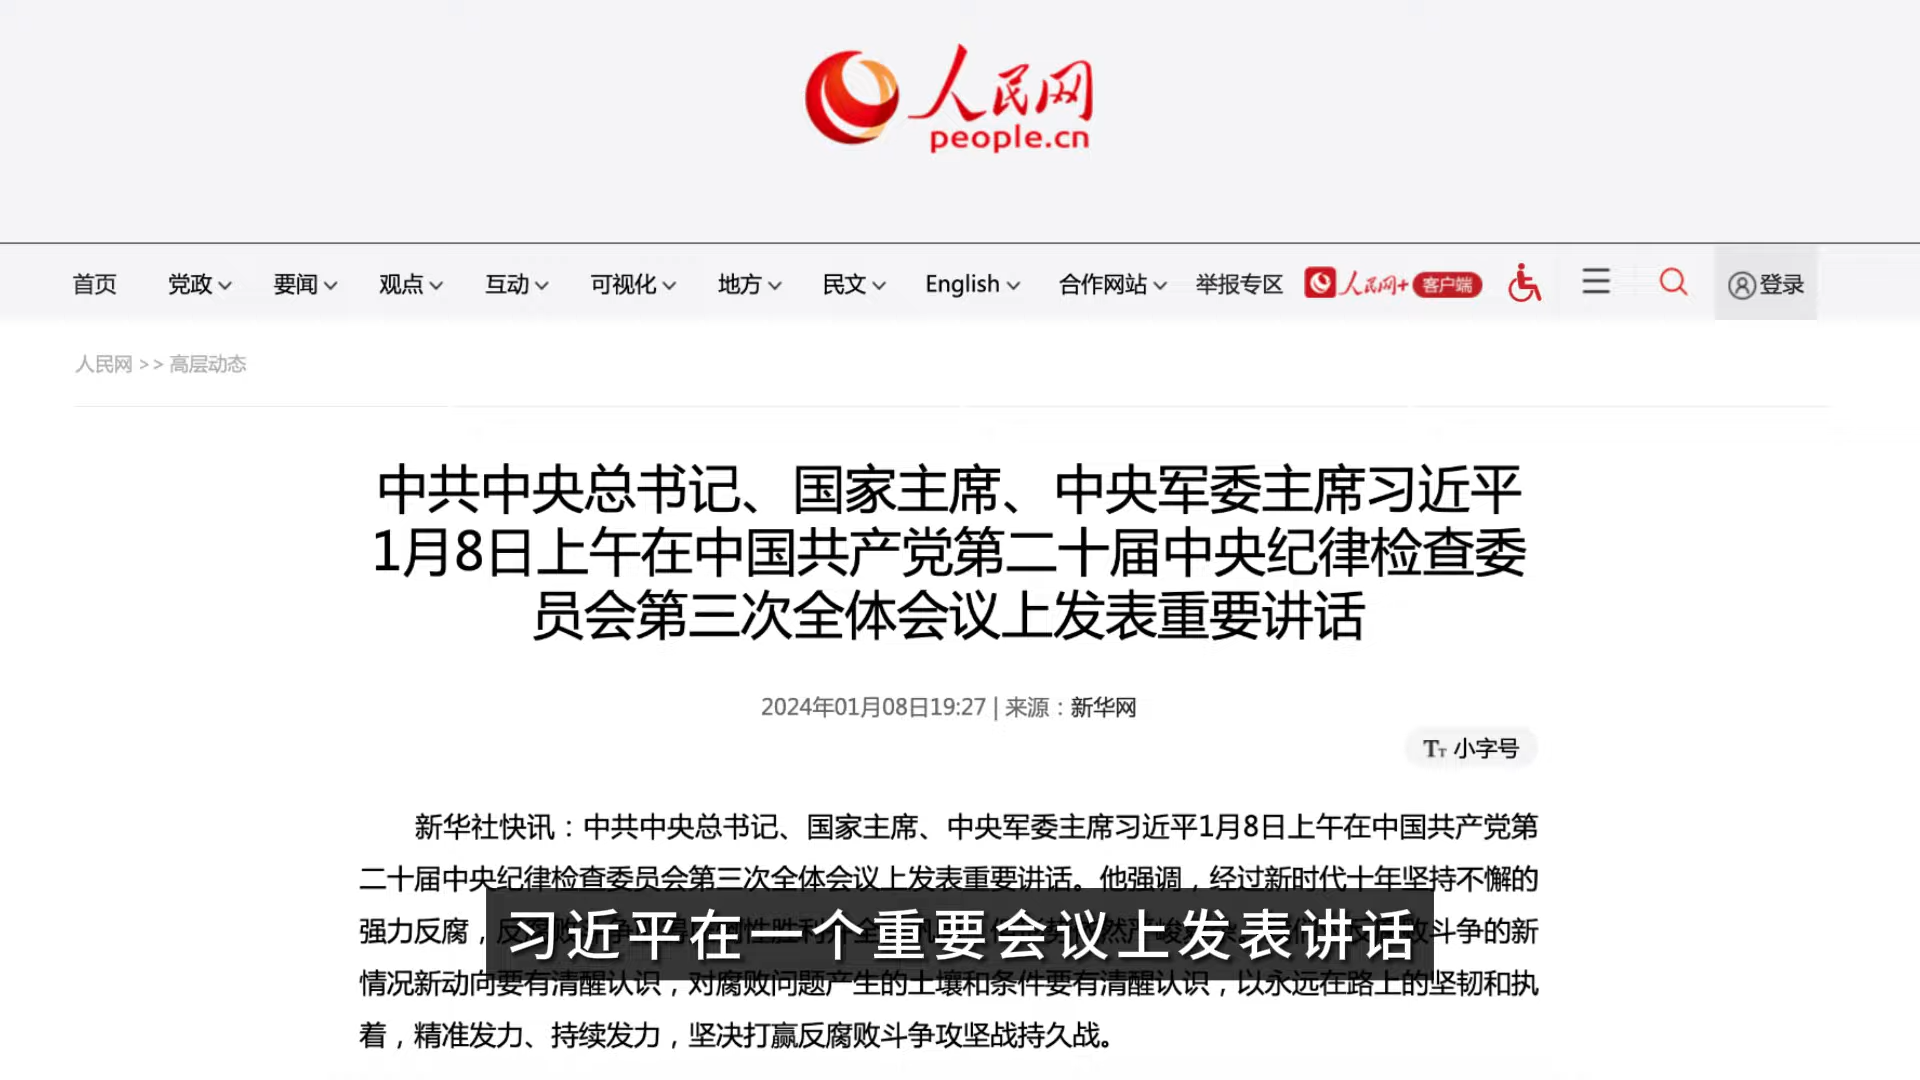 人民网
people.cn
首页 党政 要闻 观点 互动 可视化 地方 民文 English 合作网站 举报专区 人民网+ 客户端 登录
人民网 >> 高层动态
中共中央总书记、国家主席、中央军委主席习近平
1月8日上午在中国共产党第二十届中央纪律检查委
员会第三次全体会议上发表重要讲话
2024年01月08日19:27 | 来源：新华网
TT 小字号
新华社快讯：中共中央总书记、国家主席、中央军委主席习近平1月8日上午在中国共产党第
二十届中央纪律检查委员会第三次全体会议上发表重要讲话。他强调，经过新时代十年坚持不懈的
强力反腐，斗争的新
习近平在一个重要会议上发表讲话
情况新动向要有清醒认识，对腐败问题产生的土壤和条件要有清醒认识，以永远在路上的坚韧和执
着，精准发力、持续发力，坚决打赢反腐败斗争攻坚战持久战。